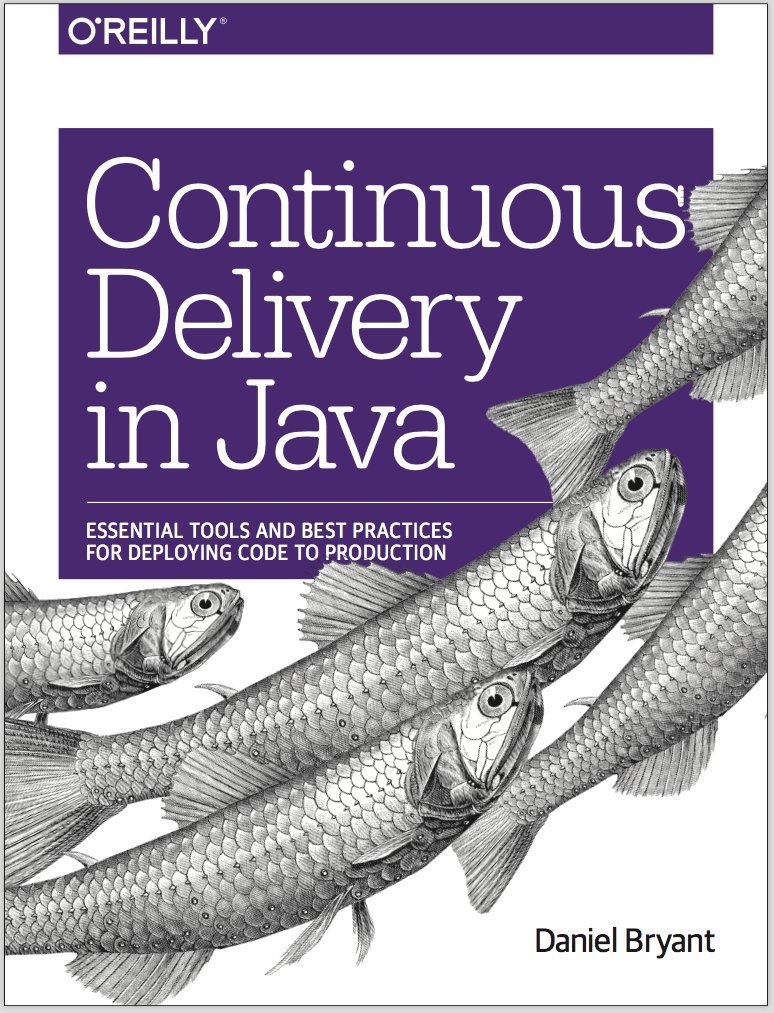 O'REILLY®
Continuous
Delivery
in Java
ESSENTIAL TOOLS AND BEST PRACTICES
FOR DEPLOYING CODE TO PRODUCTION
Daniel Bryant